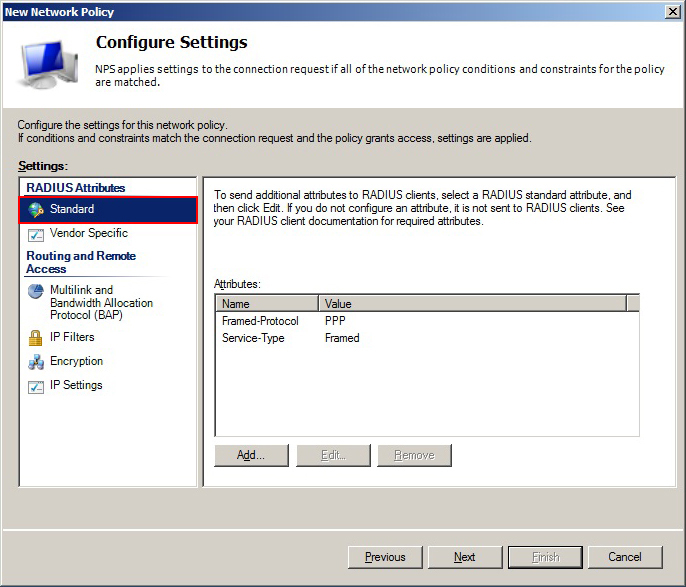 New Network Policy
Configure Settings
NPS applies settings to the connection request if all of the network policy conditions and constraints for the policy
are matched.
Configure the settings for this network policy.
If conditions and constraints match the connection request and the policy grants access, settings are applied.
Settings:
RADIUS Attributes
Standard
Vendor Specific
Routing and Remote
Access
Multilink and
Bandwidth Allocation
Protocol (BAP)
IP Filters
Encryption
IP Settings
To send additional attributes to RADIUS clients, select a RADIUS standard attribute, and
then click Edit. If you do not configure an attribute, it is not sent to RADIUS clients. See
your RADIUS client documentation for required attributes.
Attributes:
Name Value
Framed-Protocol PPP
Service-Type Framed
Add... Edit... Remove
Previous Next Finish Cancel